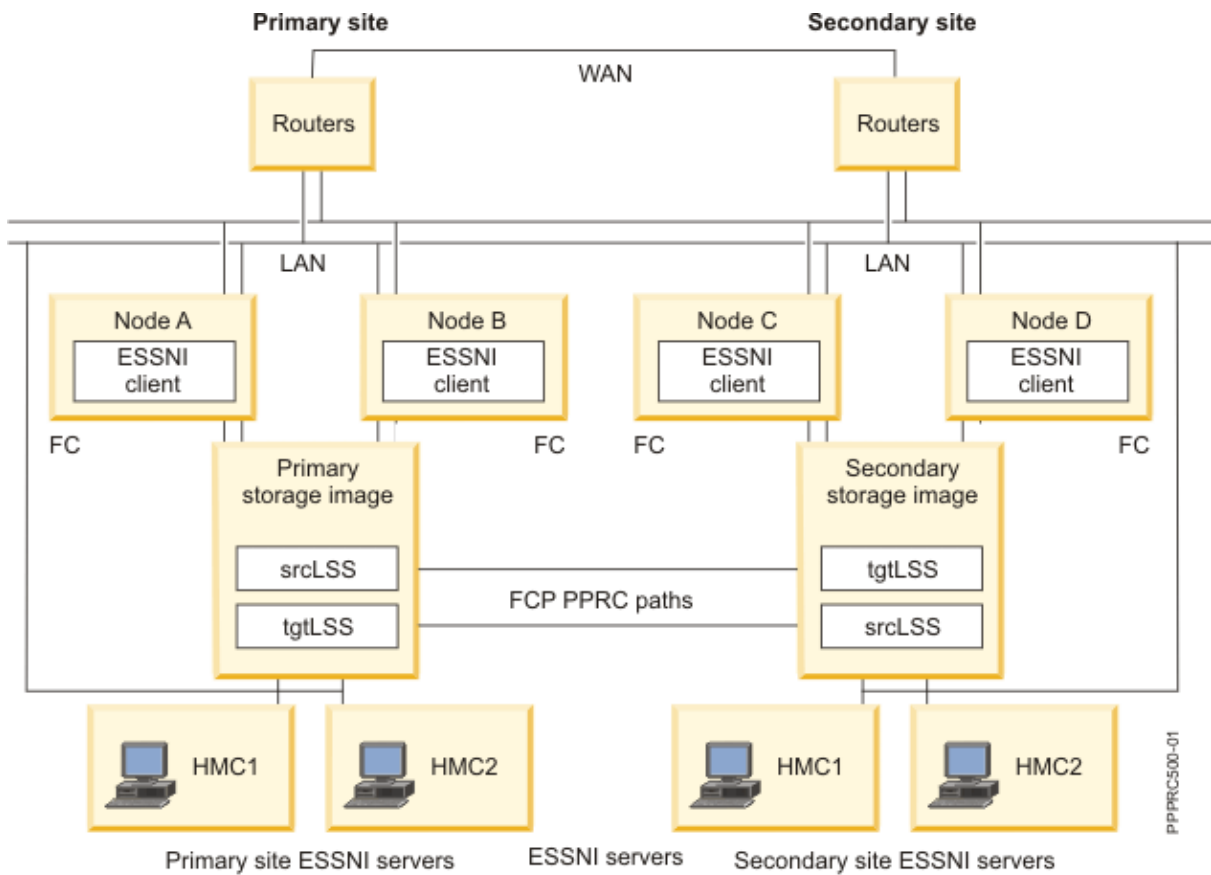 Primary site
Secondary site
WAN
Routers
Routers
LAN
LAN
Node A
ESSNI
client
Node B
ESSNI
client
Node C
ESSNI
client
Node D
ESSNI
client
FC
FC
FC
FC
Primary
storage image
srcLSS
tgtLSS
FCP PPRC paths
Secondary
storage image
tgtLSS
srcLSS
HMC1
HMC2
HMC1
HMC2
PPPRC500-01
Primary site ESSNI servers
ESSNI servers
Secondary site ESSNI servers